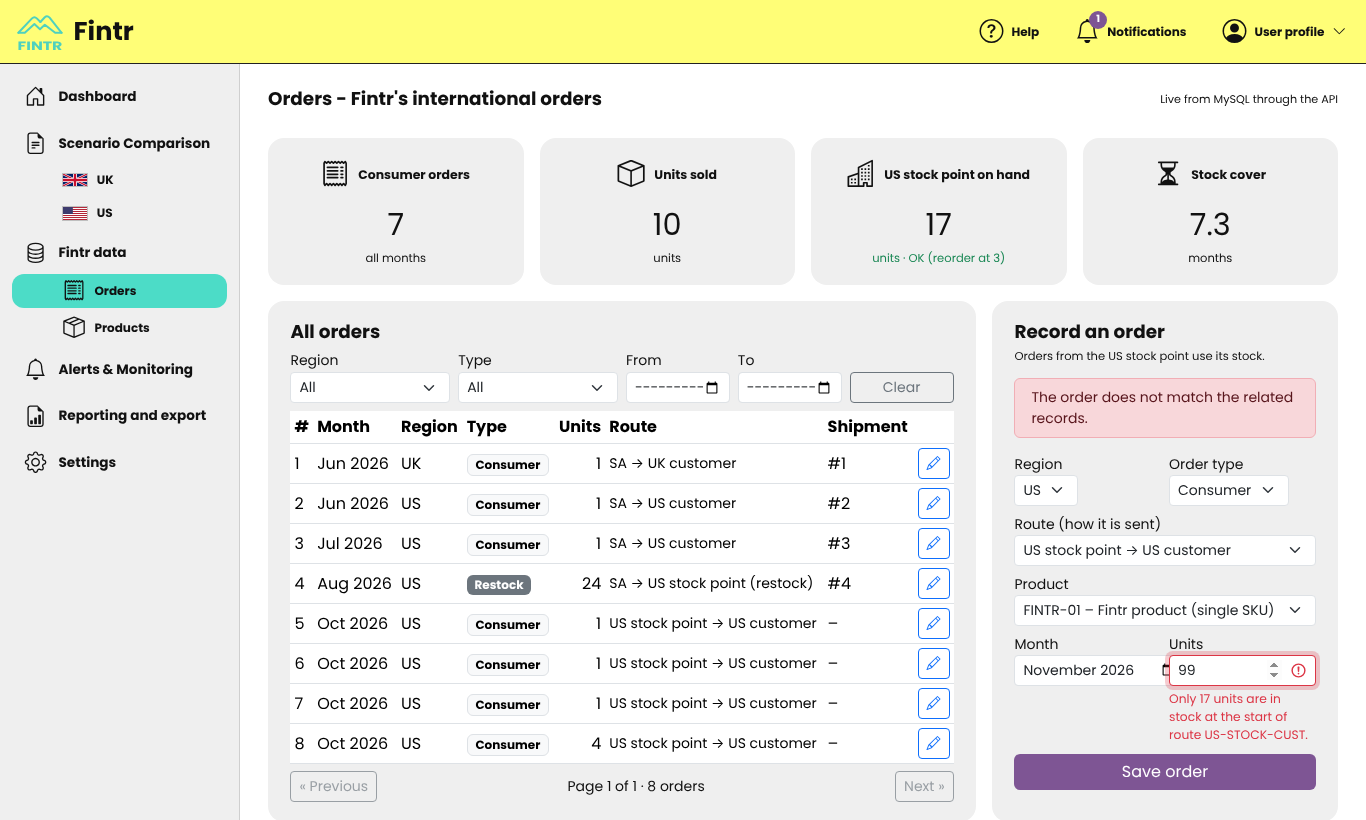 FINTR
Fintr
Help
1
Notifications
User profile
Dashboard
Scenario Comparison
UK
US
Fintr data
Orders
Products
Alerts & Monitoring
Reporting and export
Settings
Orders – Fintr's international orders
Live from MySQL through the API
Consumer orders
7
all months
Units sold
10
units
US stock point on hand
17
units · OK (reorder at 3)
Stock cover
7.3
months
All orders
Region Type From To
All All ---------- ---------- Clear
# Month Region Type Units Route Shipment
1 Jun 2026 UK Consumer 1 SA → UK customer #1
2 Jun 2026 US Consumer 1 SA → US customer #2
3 Jul 2026 US Consumer 1 SA → US customer #3
4 Aug 2026 US Restock 24 SA → US stock point (restock) #4
5 Oct 2026 US Consumer 1 US stock point → US customer –
6 Oct 2026 US Consumer 1 US stock point → US customer –
7 Oct 2026 US Consumer 1 US stock point → US customer –
8 Oct 2026 US Consumer 4 US stock point → US customer –
« Previous Page 1 of 1 · 8 orders Next »
Record an order
Orders from the US stock point use its stock.
The order does not match the related
records.
Region Order type
US Consumer
Route (how it is sent)
US stock point → US customer
Product
FINTR-01 – Fintr product (single SKU)
Month Units
November 2026 99
Only 17 units are in
stock at the start of
route US-STOCK-CUST.
Save order